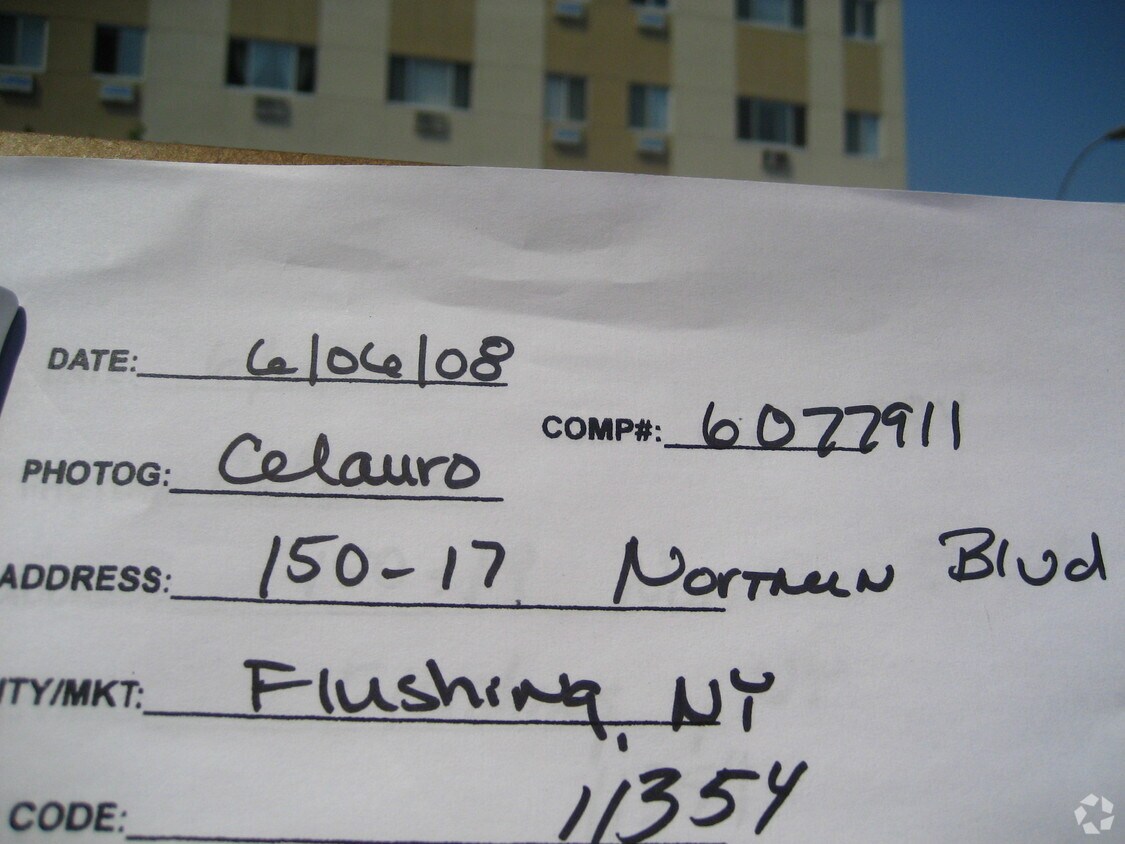 DATE: 6/06/08
COMP#: 6077911
PHOTOG: Celauro
ADDRESS: 150-17 Northern Blvd
ITY/MKT: Flushing, NY
CODE: 11354